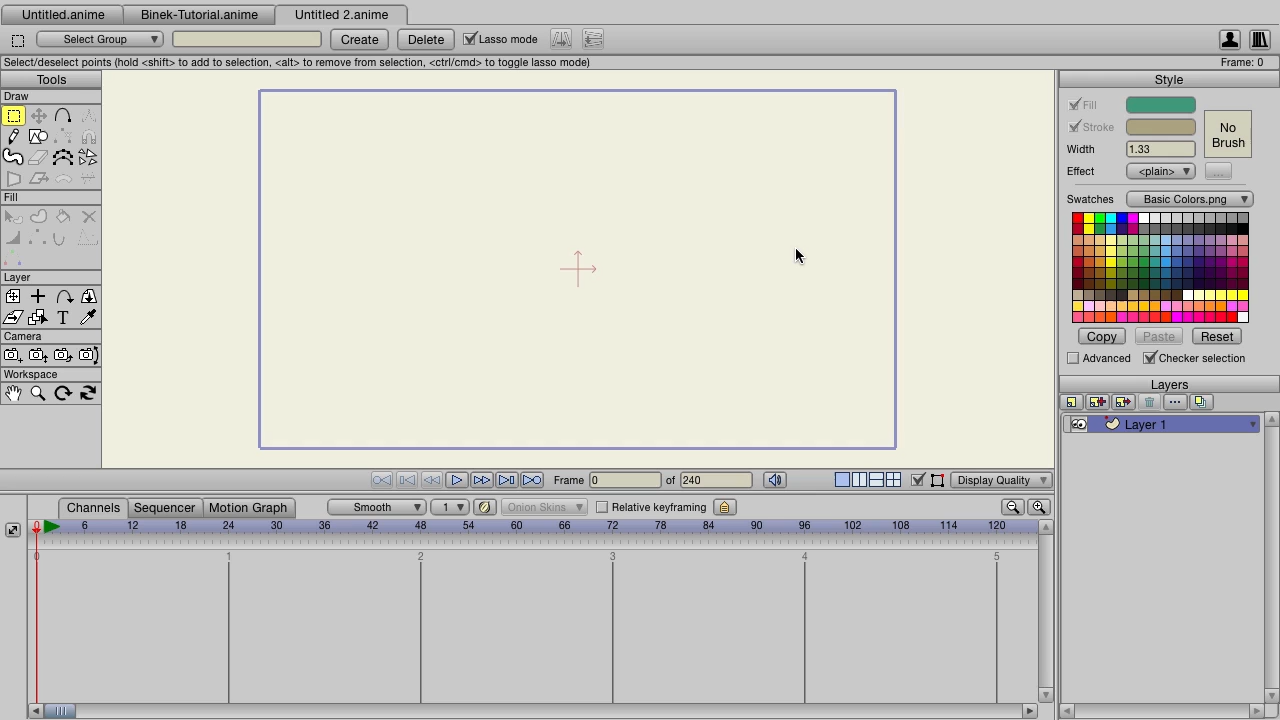 Untitled.anime Binek-Tutorial.anime Untitled 2.anime
Select Group Create Delete Lasso mode
Select/deselect points (hold <shift> to add to selection, <alt> to remove from selection, <ctrl/cmd> to toggle lasso mode) Frame: 0
Tools
Draw
Fill
Layer
T
Camera
Workspace
Style
Fill
Stroke
No
Brush
Width 1.33
Effect <plain> ...
Swatches Basic Colors.png
Copy Paste Reset
Advanced Checker selection
Layers
Layer 1
Frame 0 of 240 Display Quality
Channels Sequencer Motion Graph Smooth 1 Onion Skins Relative keyframing
0 6 12 18 24 30 36 42 48 54 60 66 72 78 84 90 96 102 108 114 120
0 1 2 3 4 5